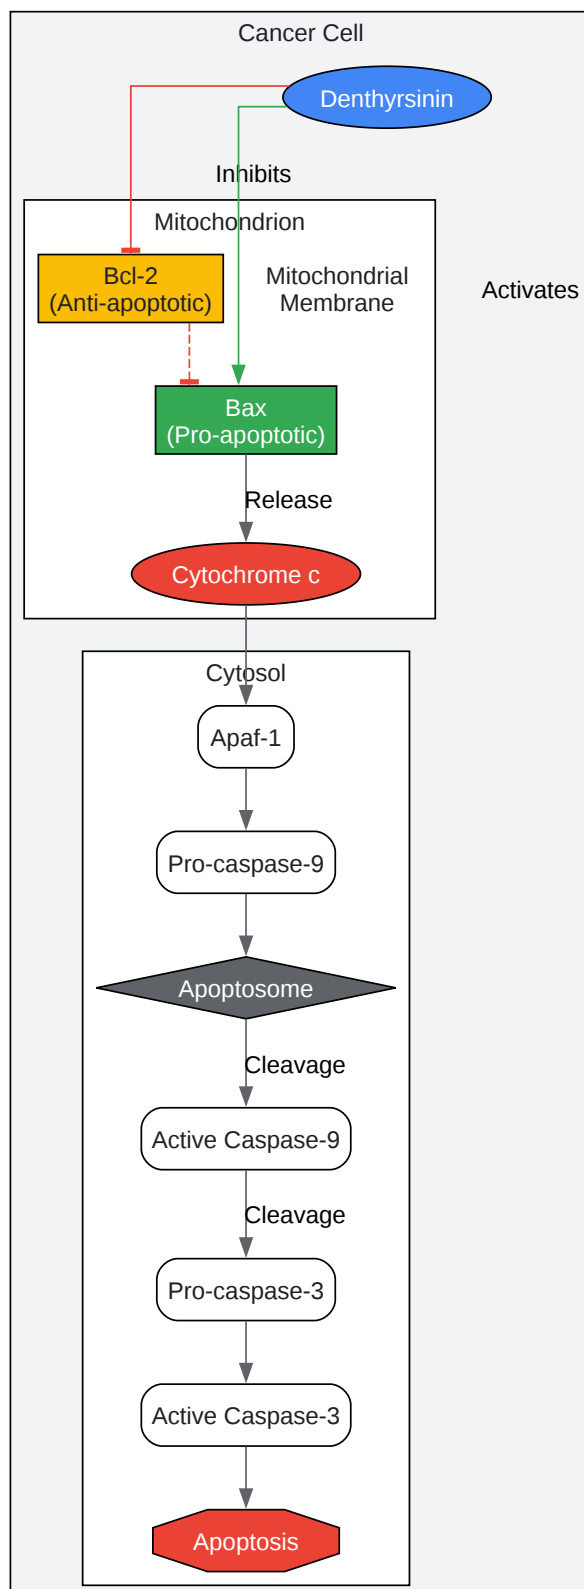 Cancer Cell
Denthyrsinin
Inhibits
Mitochondrion
Bcl-2
(Anti-apoptotic)
Mitochondrial
Membrane
Activates
Bax
(Pro-apoptotic)
Release
Cytochrome c
Cytosol
Apaf-1
Pro-caspase-9
Apoptosome
Cleavage
Active Caspase-9
Cleavage
Pro-caspase-3
Active Caspase-3
Apoptosis